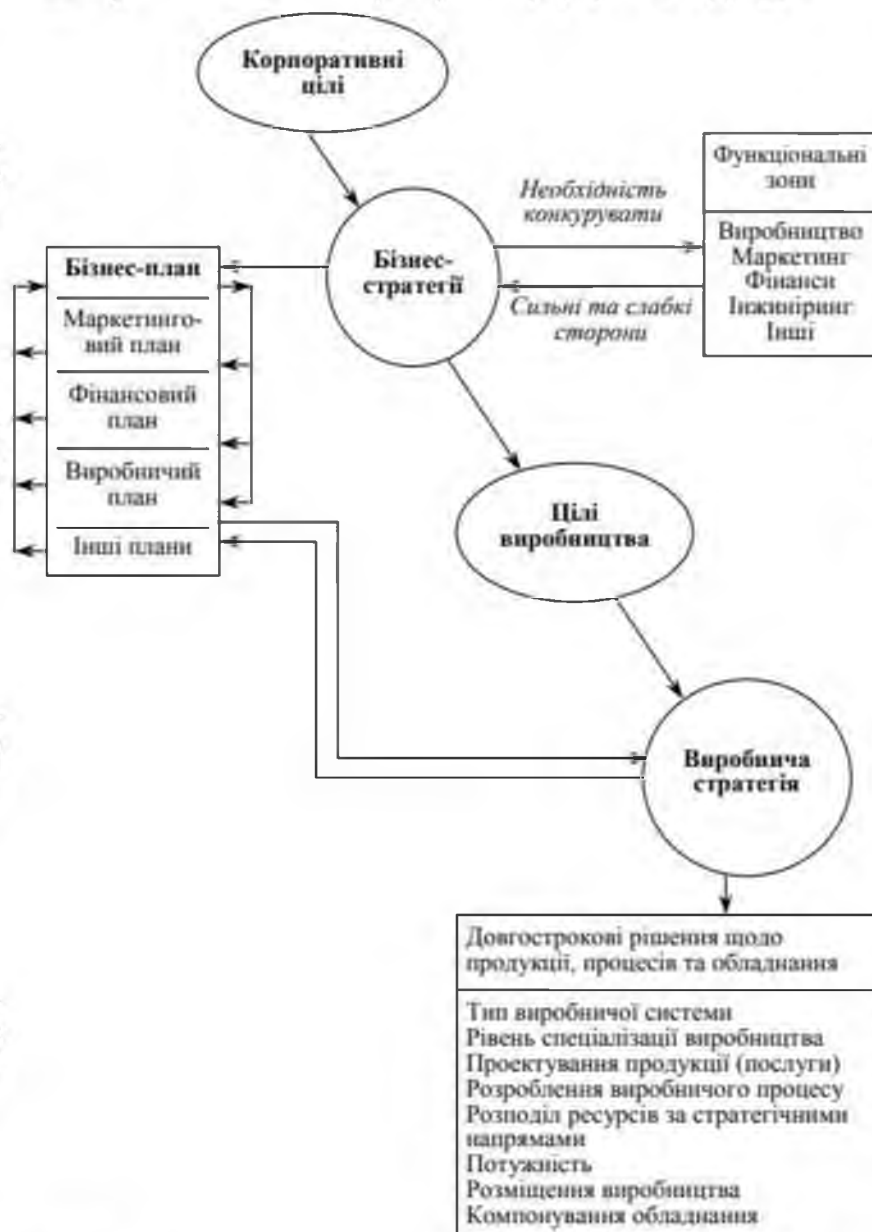 Корпоративні
цілі
Функціональні
зони
Необхідність
конкурувати
Виробництво
Маркетинг
Фінанси
Інжиніринг
Інші
Бізнес-
стратегії
Сильні та слабкі
сторони
Бізнес-план
Маркетинго-
вий план
Фінансовий
план
Виробничий
план
Інші плани
Цілі
виробництва
Виробнича
стратегія
Довгострокові рішення щодо
продукції, процесів та обладнання
Тип виробничої системи
Рівень спеціалізації виробництва
Проектування продукції (послуги)
Розроблення виробничого процесу
Розподіл ресурсів за стратегічними
напрямами
Потужність
Розміщення виробництва
Компонування обладнання